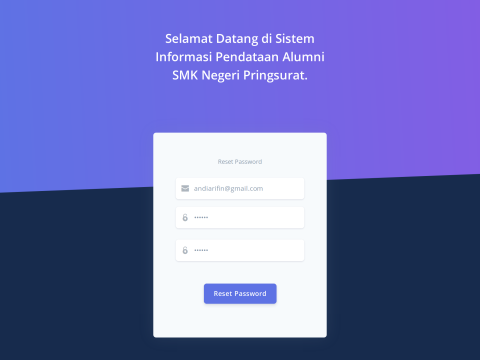 Selamat Datang di Sistem
Informasi Pendataan Alumni
SMK Negeri Pringsurat.
Reset Password
andiarifin@gmail.com
••••••
••••••
Reset Password